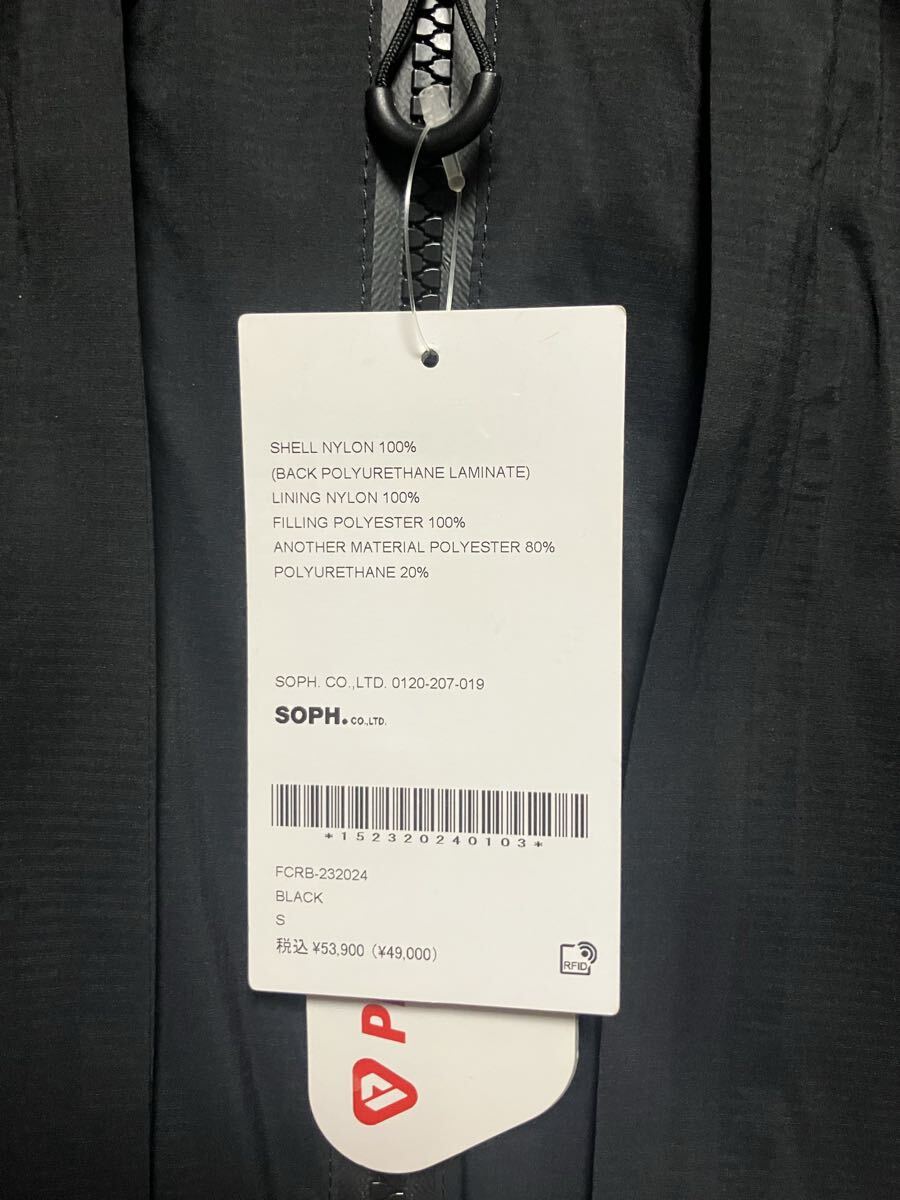 SHELL NYLON 100%
(BACK POLYURETHANE LAMINATE)
LINING NYLON 100%
FILLING POLYESTER 100%
ANOTHER MATERIAL POLYESTER 80%
POLYURETHANE 20%
SOPH. CO.,LTD. 0120-207-019
SOPH. CO.,LTD.
*152320240103*
FCRB-232024
BLACK
S
税込 ¥53,900 (¥49,000)
RFID